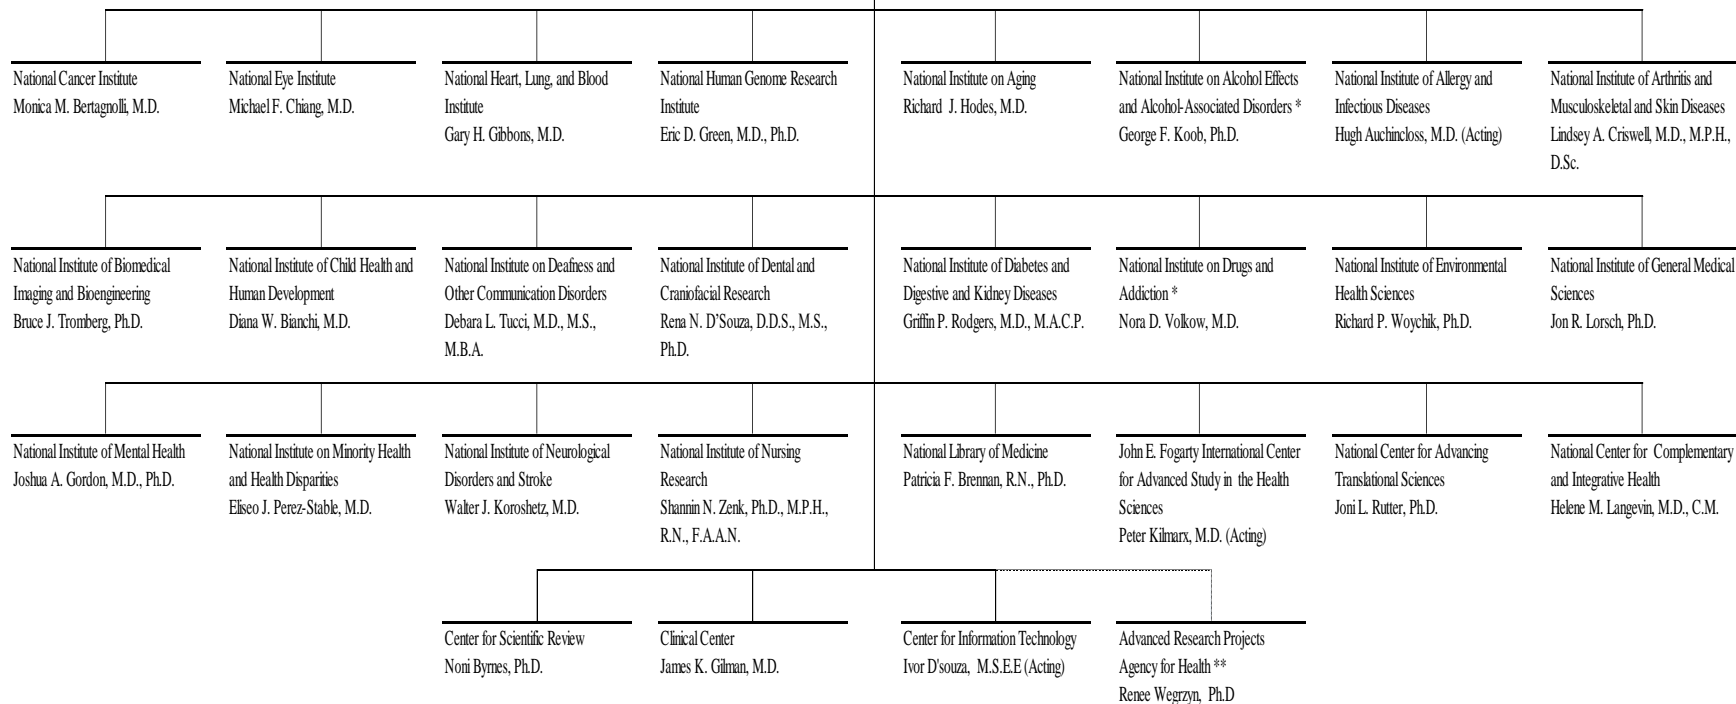 National Cancer Institute
Monica M. Bertagnolli, M.D.
National Eye Institute
Michael F. Chiang, M.D.
National Heart, Lung, and Blood
Institute
Gary H. Gibbons, M.D.
National Human Genome Research
Institute
Eric D. Green, M.D., Ph.D.
National Institute on Aging
Richard J. Hodes, M.D.
National Institute on Alcohol Effects
and Alcohol-Associated Disorders *
George F. Koob, Ph.D.
National Institute of Allergy and
Infectious Diseases
Hugh Auchincloss, M.D. (Acting)
National Institute of Arthritis and
Musculoskeletal and Skin Diseases
Lindsey A. Criswell, M.D., M.P.H.,
D.Sc.
National Institute of Biomedical
Imaging and Bioengineering
Bruce J. Tromberg, Ph.D.
National Institute of Child Health and
Human Development
Diana W. Bianchi, M.D.
National Institute on Deafness and
Other Communication Disorders
Debara L. Tucci, M.D., M.S.,
M.B.A.
National Institute of Dental and
Craniofacial Research
Rena N. D'Souza, D.D.S., M.S.,
Ph.D.
National Institute of Diabetes and
Digestive and Kidney Diseases
Griffin P. Rodgers, M.D., M.A.C.P.
National Institute on Drugs and
Addiction *
Nora D. Volkow, M.D.
National Institute of Environmental
Health Sciences
Richard P. Woychik, Ph.D.
National Institute of General Medical
Sciences
Jon R. Lorsch, Ph.D.
National Institute of Mental Health
Joshua A. Gordon, M.D., Ph.D.
National Institute on Minority Health
and Health Disparities
Eliseo J. Perez-Stable, M.D.
National Institute of Neurological
Disorders and Stroke
Walter J. Koroshetz, M.D.
National Institute of Nursing
Research
Shannin N. Zenk, Ph.D., M.P.H.,
R.N., F.A.A.N.
National Library of Medicine
Patricia F. Brennan, R.N., Ph.D.
John E. Fogarty International Center
for Advanced Study in the Health
Sciences
Peter Kilmarx, M.D. (Acting)
National Center for Advancing
Translational Sciences
Joni L. Rutter, Ph.D.
National Center for Complementary
and Integrative Health
Helene M. Langevin, M.D., C.M.
Center for Scientific Review
Noni Byrnes, Ph.D.
Clinical Center
James K. Gilman, M.D.
Center for Information Technology
Ivor D'souza, M.S.E.E (Acting)
Advanced Research Projects
Agency for Health **
Renee Wegrzyn, Ph.D